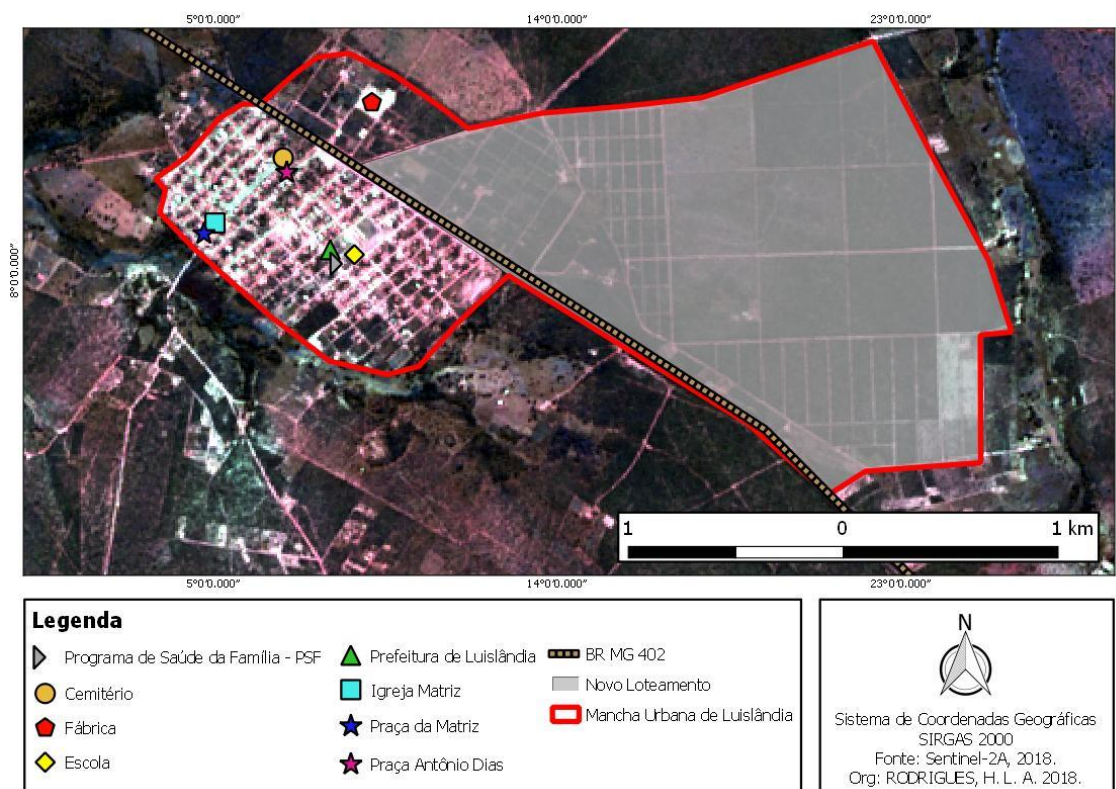 5°0'0.000" 14°0'0.000" 23°0'0.000"
8°0'0.000"
1 0 1 km
5°0'0.000" 14°0'0.000" 23°0'0.000"
Legenda
Programa de Saúde da Família - PSF
Cemitério
Fábrica
Escola
Prefeitura de Luislândia
Igreja Matriz
Praça da Matriz
Praça Antônio Dias
BR MG 402
Novo Loteamento
Mancha Urbana de Luislândia
N
Sistema de Coordenadas Geográficas
SIRGAS 2000
Fonte: Sentinel-2A, 2018.
Org: RODRIGUES, H. L. A. 2018.